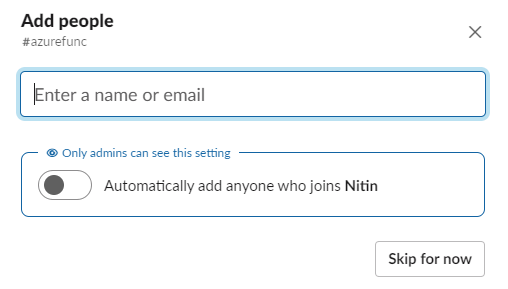 Add people
#azurefunc
Enter a name or email
Only admins can see this setting
Automatically add anyone who joins Nitin
Skip for now